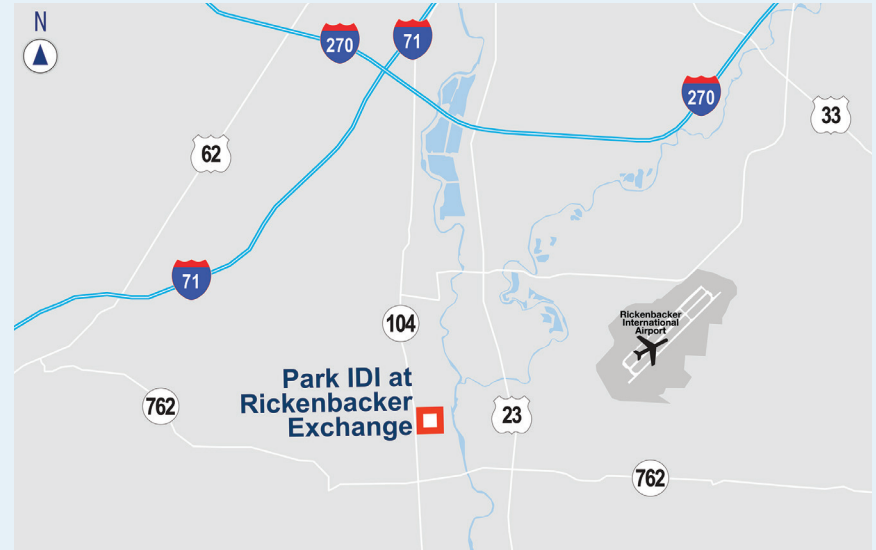 N
270
71
270
33
62
71
Rickenbacker
International
Airport
104
Park IDI at
Rickenbacker
Exchange
762
23
762